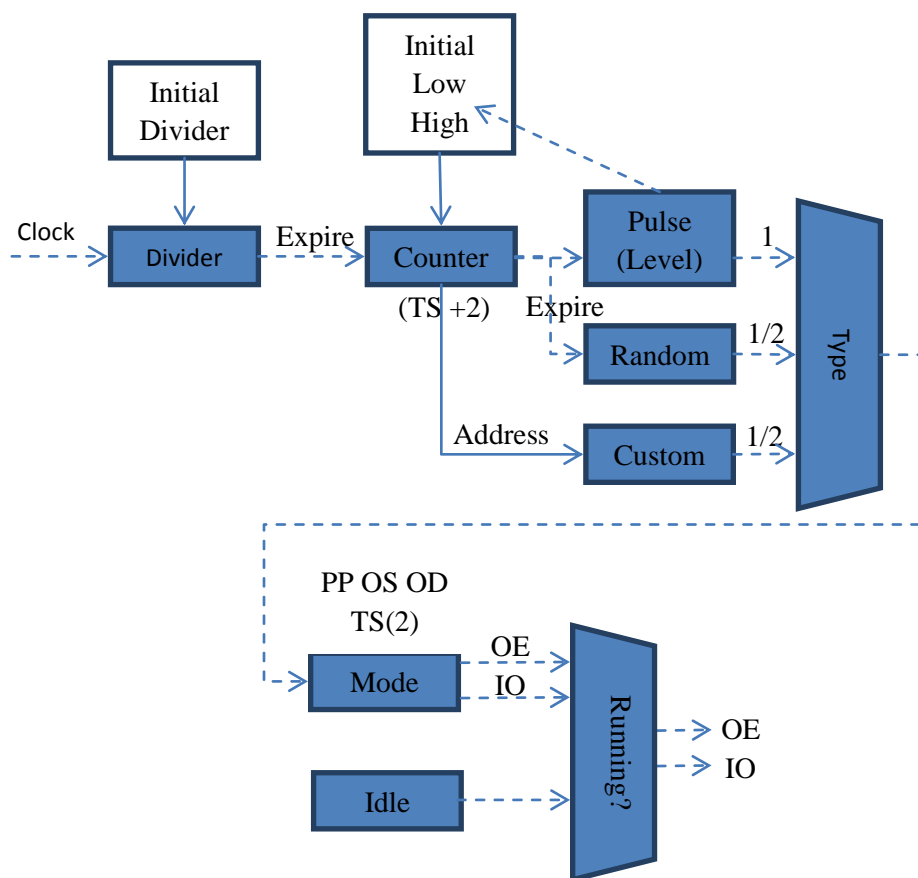 Initial
Divider
Initial
Low
High
Clock
Divider
Expire
Counter
(TS +2)
Pulse
(Level)
1
Expire
Random
1/2
Type
Address
Custom
1/2
PP OS OD
TS(2)
Mode
OE
IO
Running?
OE
IO
Idle